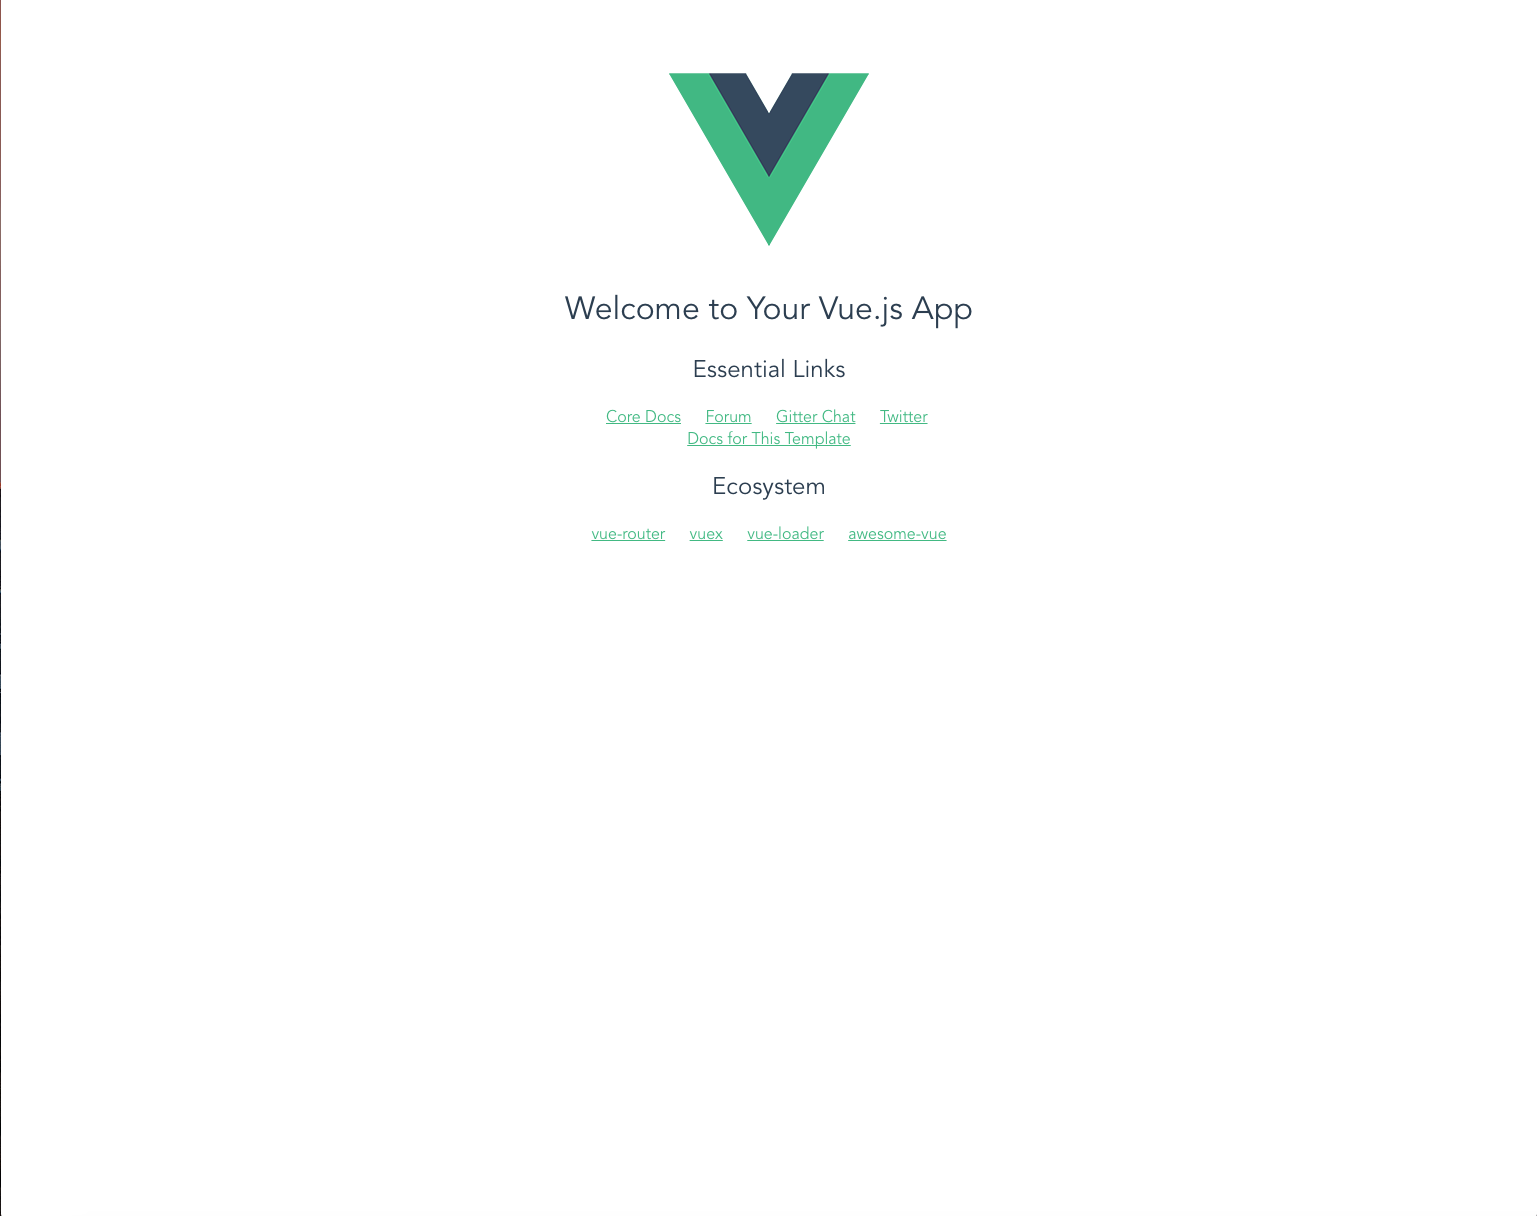 Welcome to Your Vue.js App
Essential Links
Core Docs Forum Gitter Chat Twitter
Docs for This Template
Ecosystem
vue-router vuex vue-loader awesome-vue